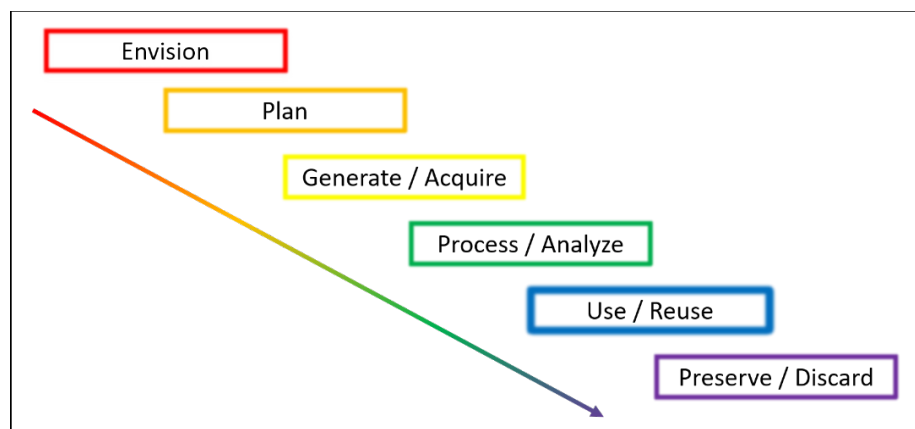 Envision
Plan
Generate / Acquire
Process / Analyze
Use / Reuse
Preserve / Discard